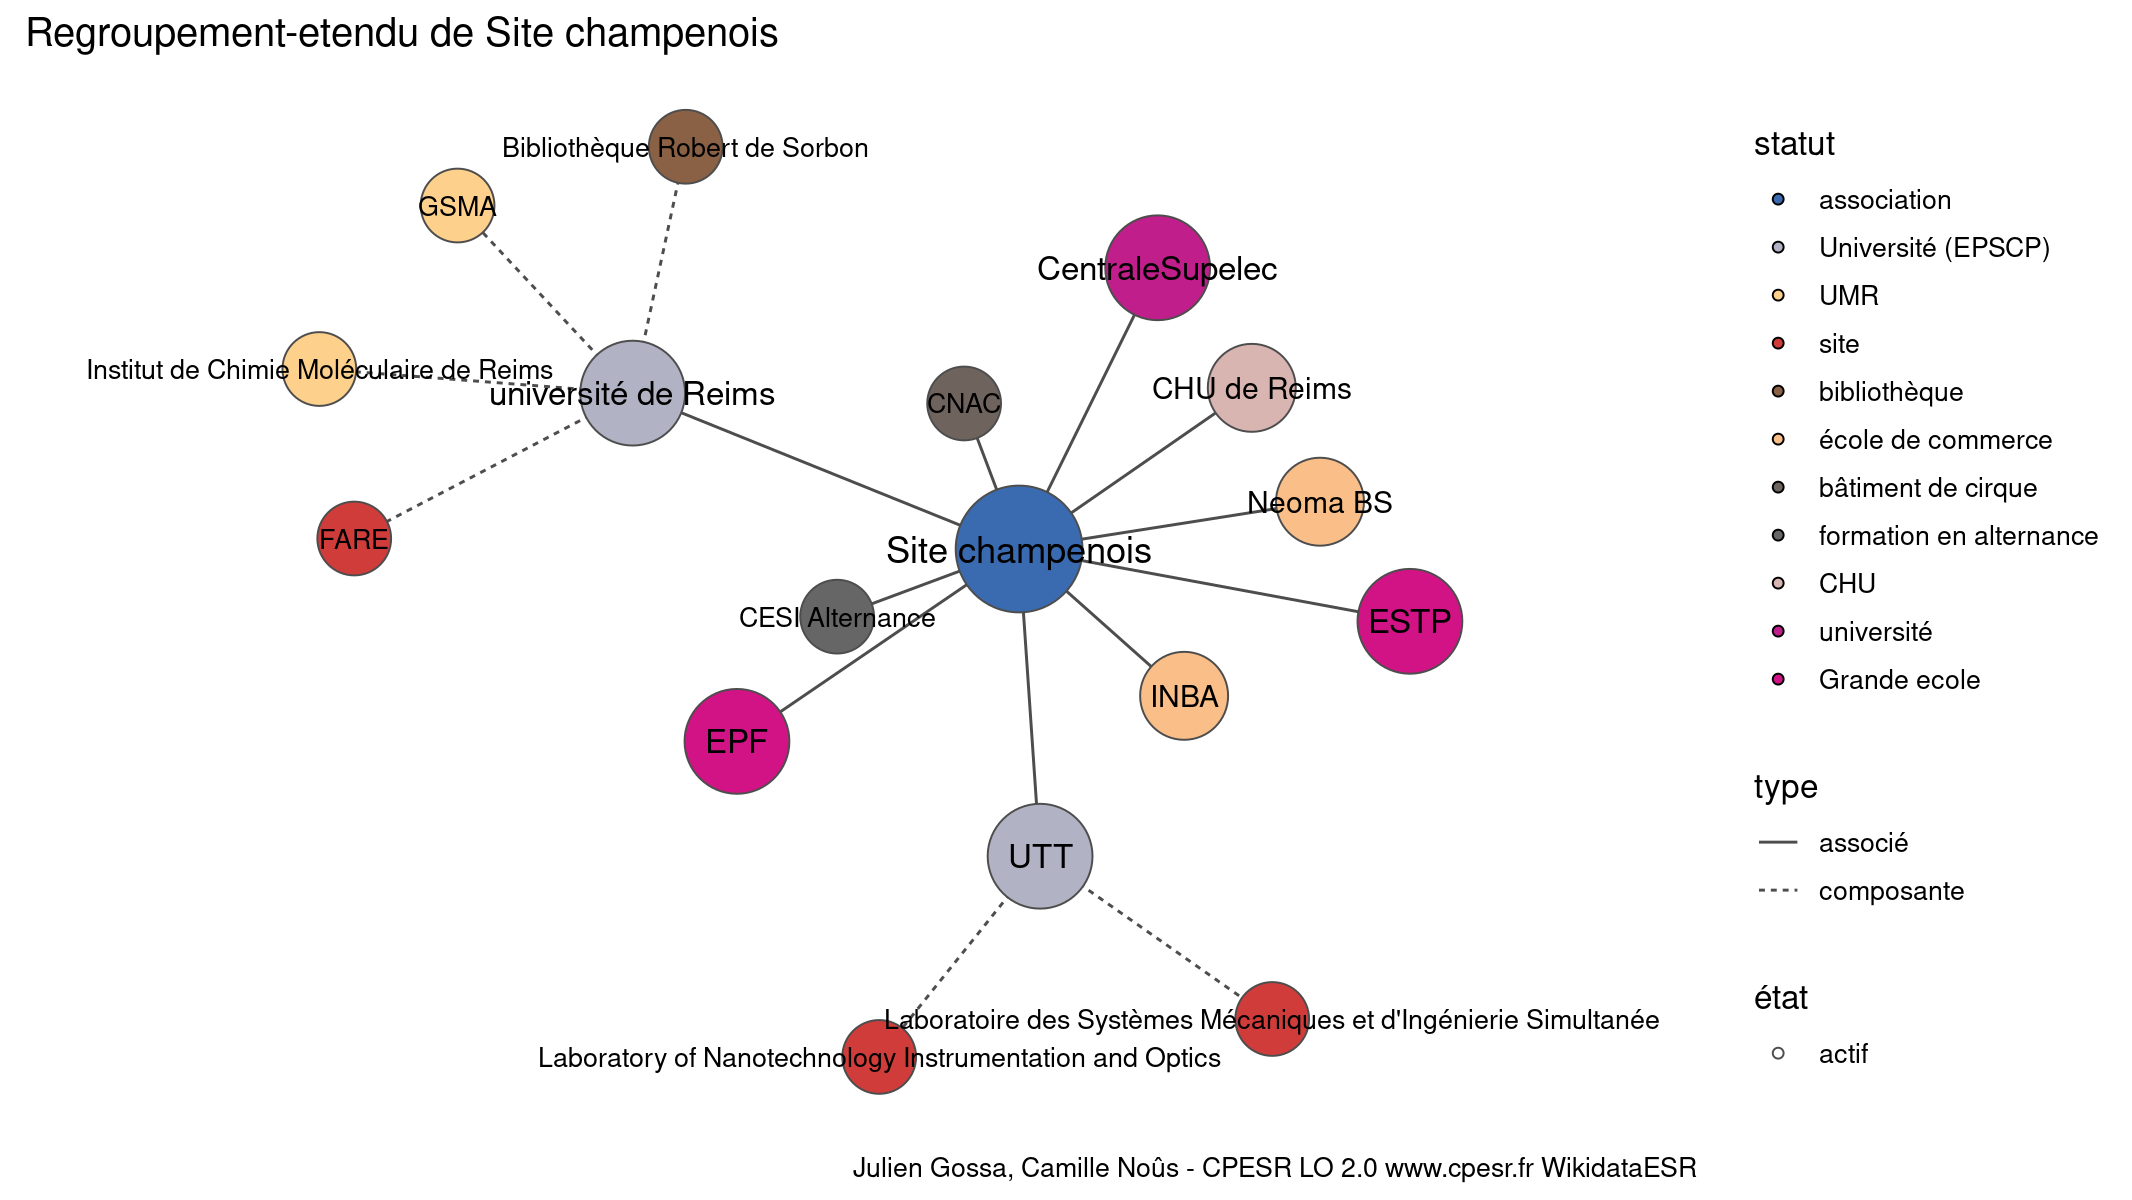 Regroupement-etendu de Site champenois
Bibliothèque Robert de Sorbon
GSMA
CentraleSupelec
Institut de Chimie Moléculaire de Reims
université de Reims
CNAC
CHU de Reims
Neoma BS
FARE
Site champenois
CESI Alternance
ESTP
INBA
EPF
UTT
Laboratoire des Systèmes Mécaniques et d'Ingénierie Simultanée
Laboratory of Nanotechnology Instrumentation and Optics
statut
association
Université (EPSCP)
UMR
site
bibliothèque
école de commerce
bâtiment de cirque
formation en alternance
CHU
université
Grande ecole
type
associé
composante
état
actif
Julien Gossa, Camille Noûs - CPESR LO 2.0 www.cpesr.fr WikidataESR